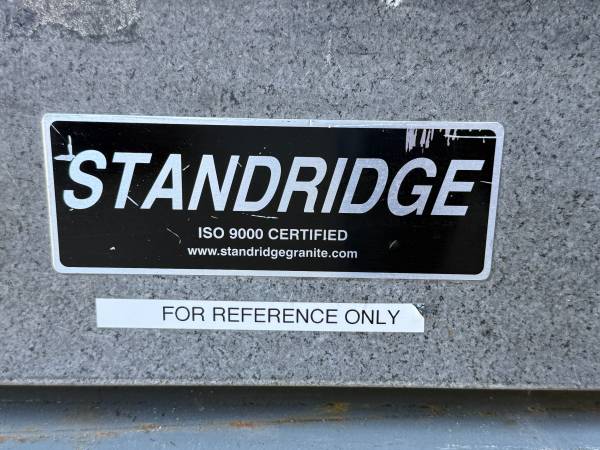 STANDRIDGE
ISO 9000 CERTIFIED
www.standridgegranite.com
FOR REFERENCE ONLY